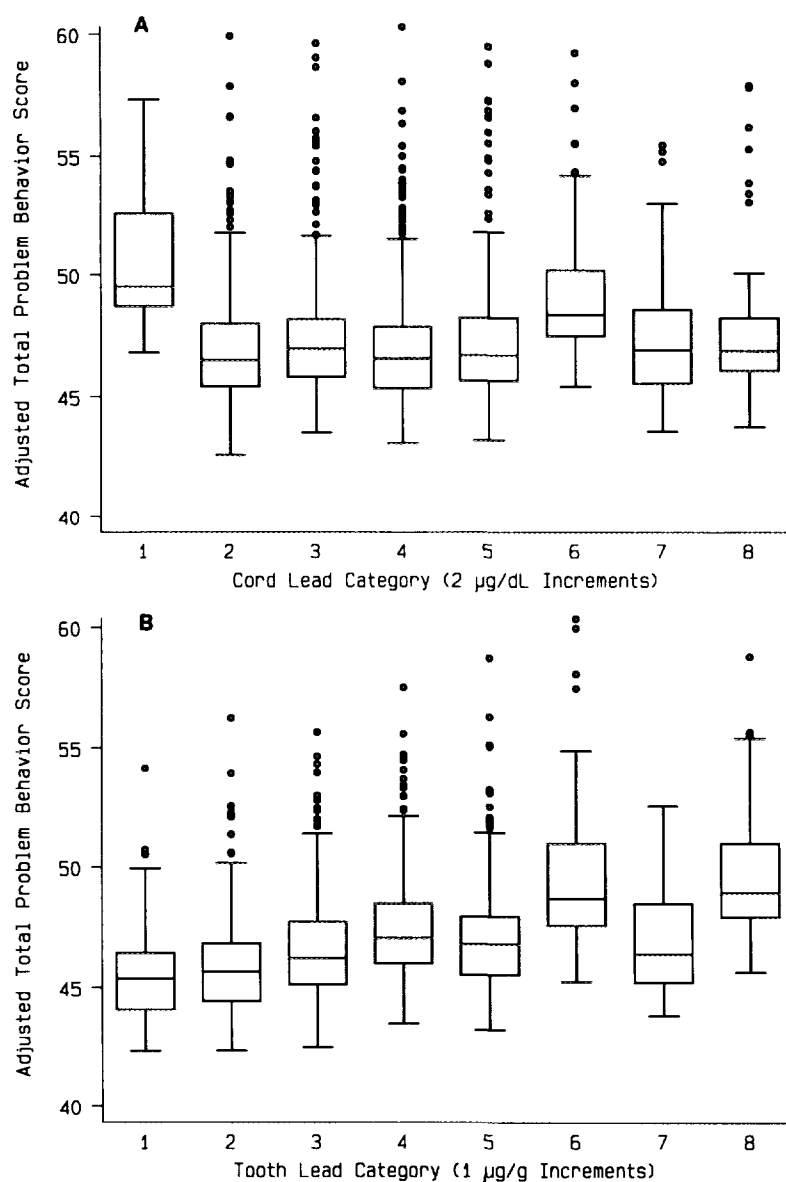 A
Adjusted Total Problem Behavior Score
60
55
50
45
40
1 2 3 4 5 6 7 8
Cord Lead Category (2 µg/dL Increments)
B
Adjusted Total Problem Behavior Score
60
55
50
45
40
1 2 3 4 5 6 7 8
Tooth Lead Category (1 µg/g Increments)